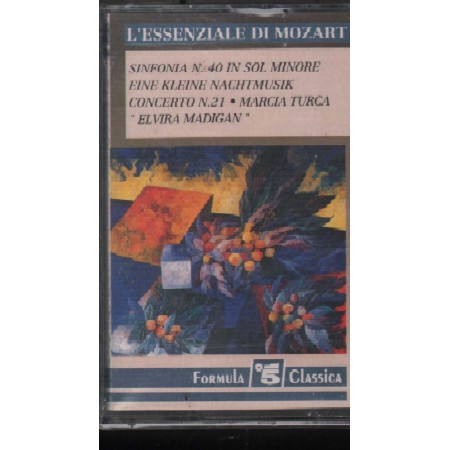 L'ESSENZIALE DI MOZART
SINFONIA N. 40 IN SOL MINORE
EINE KLEINE NACHTMUSIK
CONCERTO N.21 • MARCIA TURCA
" ELVIRA MADIGAN "
FORMULA 5 CLASSICA